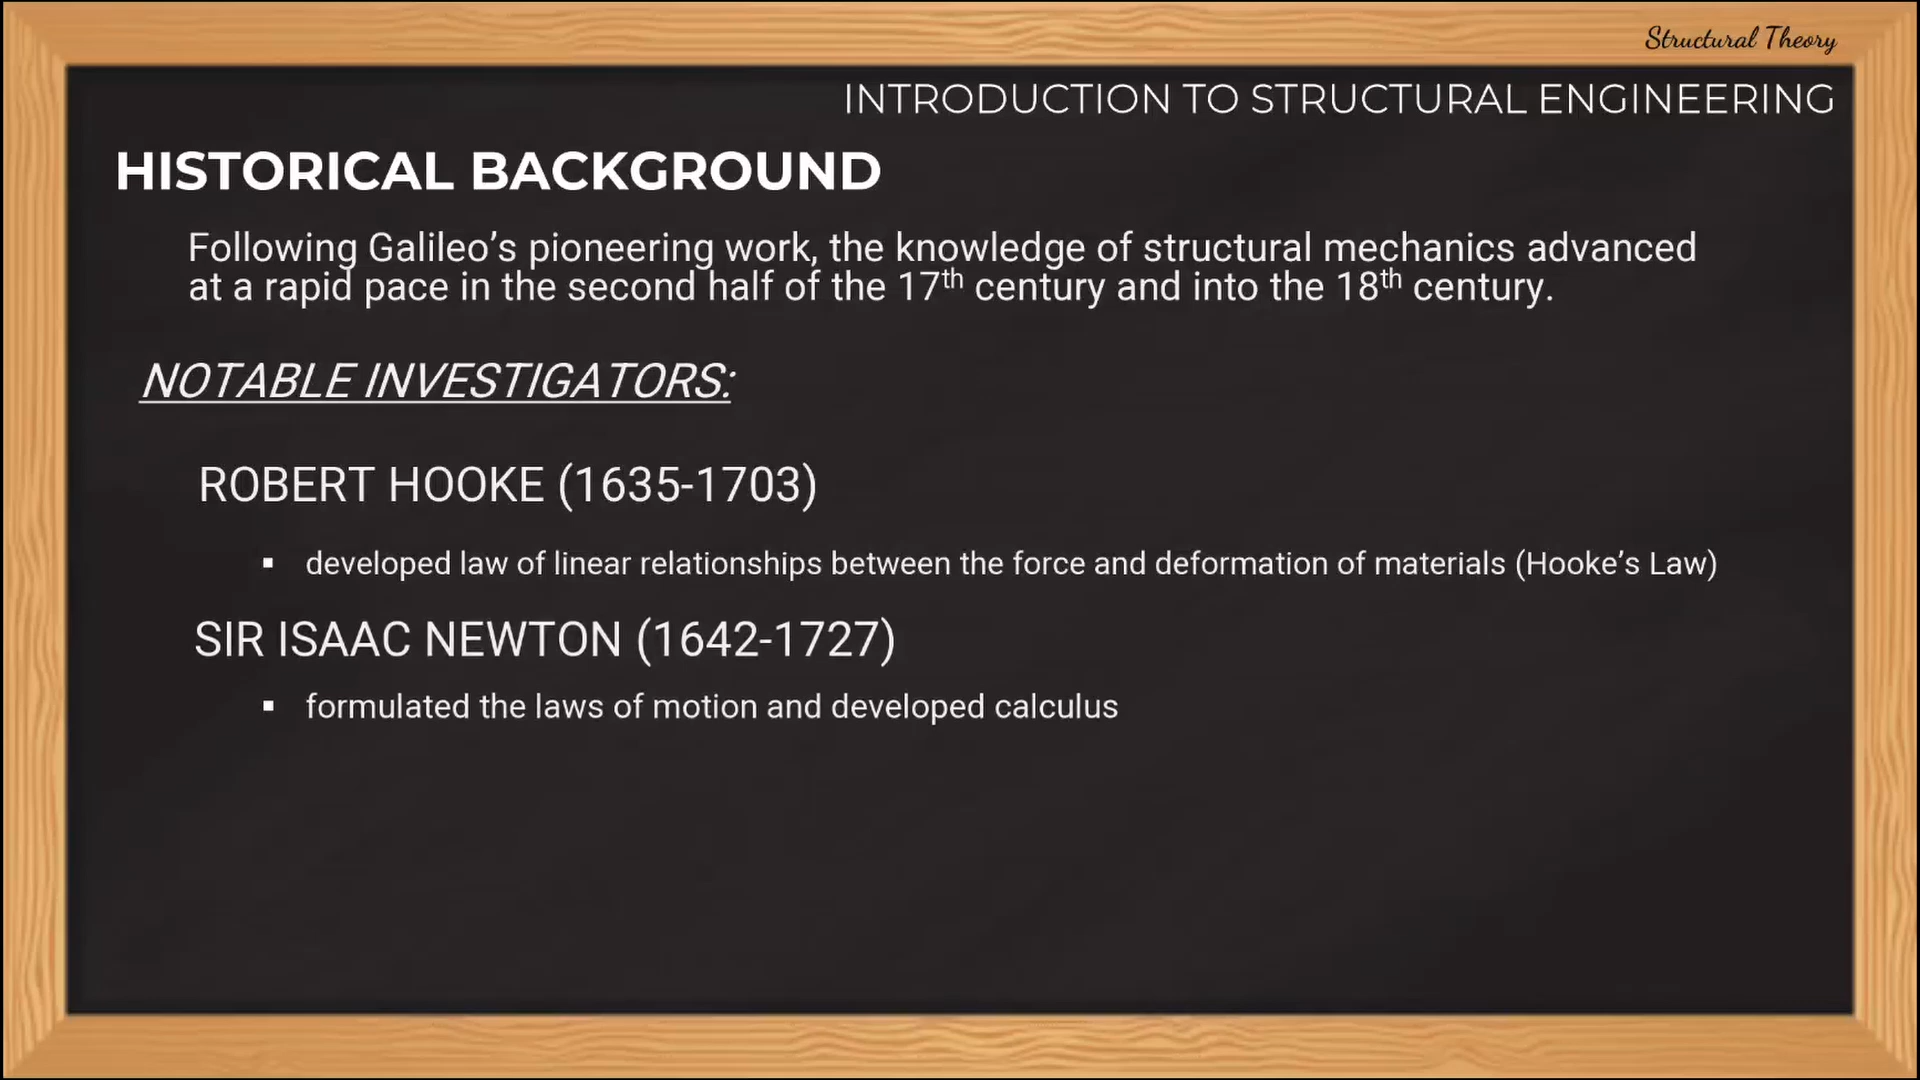 Structural Theory
INTRODUCTION TO STRUCTURAL ENGINEERING
HISTORICAL BACKGROUND
Following Galileo’s pioneering work, the knowledge of structural mechanics advanced
at a rapid pace in the second half of the 17th century and into the 18th century.
NOTABLE INVESTIGATORS:
ROBERT HOOKE (1635-1703)
▪ developed law of linear relationships between the force and deformation of materials (Hooke’s Law)
SIR ISAAC NEWTON (1642-1727)
▪ formulated the laws of motion and developed calculus